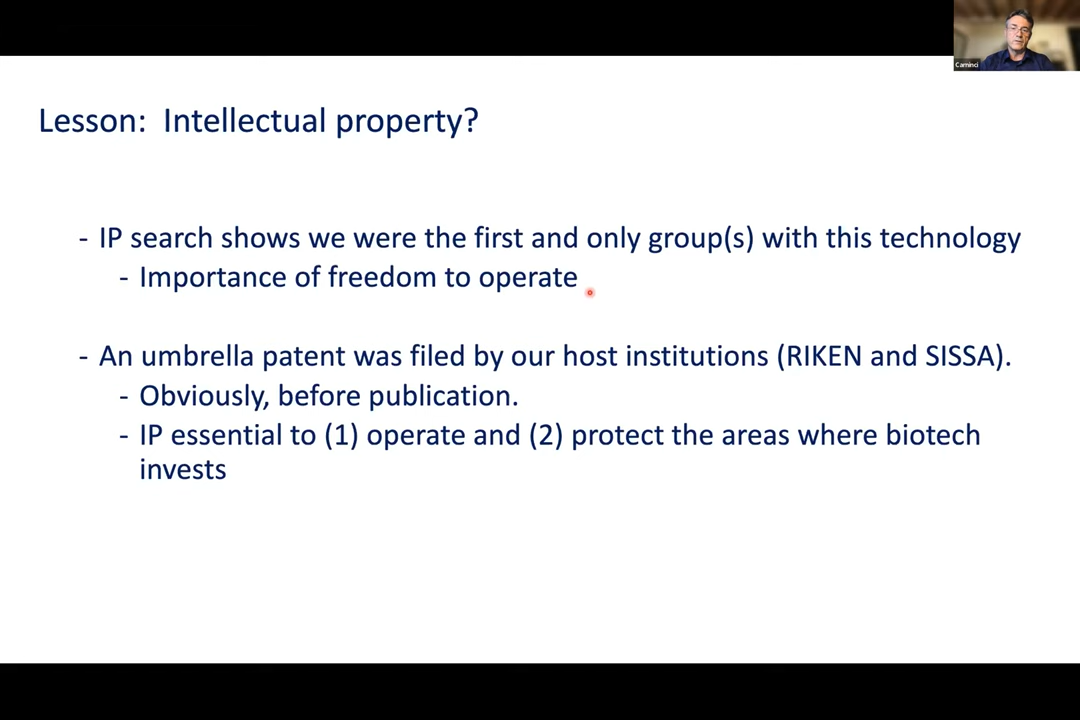 Carninci
Lesson:  Intellectual property?
- IP search shows we were the first and only group(s) with this technology
- Importance of freedom to operate
- An umbrella patent was filed by our host institutions (RIKEN and SISSA).
- Obviously, before publication.
- IP essential to (1) operate and (2) protect the areas where biotech
invests